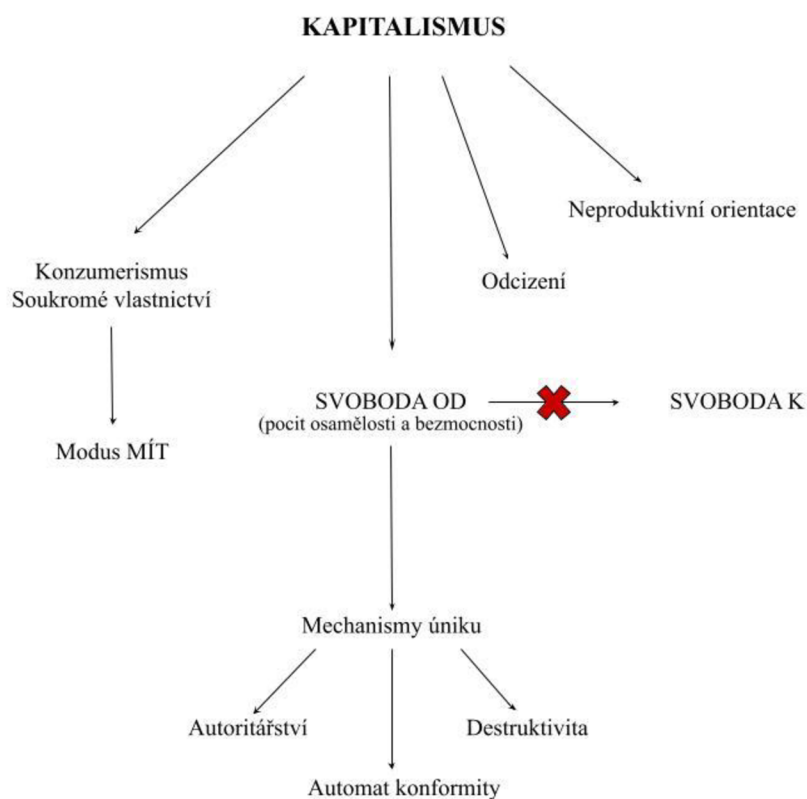 KAPITALISMUS
Neproduktivní orientace
Konzumerismus
Soukromé vlastnictví
Odcizení
SVOBODA OD
(pocit osamělosti a bezmocnosti)
SVOBODA K
Modus MÍT
Mechanismy úniku
Autoritářství
Destruktivita
Automat konformity